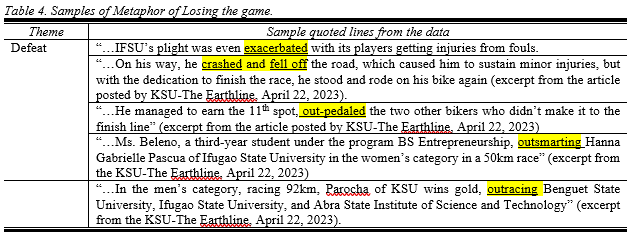 Table 4. Samples of Metaphor of Losing the game.
Theme Sample quoted lines from the data
Defeat “…IFSU’s plight was even exacerbated with its players getting injuries from fouls.
“…On his way, he crashed and fell off the road, which caused him to sustain minor injuries, but
with the dedication to finish the race, he stood and rode on his bike again (excerpt from the article
posted by KSU-The Earthline, April 22, 2023).
“…He managed to earn the 11th spot, out-pedaled the two other bikers who didn’t make it to the
finish line” (excerpt from the article posted by KSU-The Earthline, April 22, 2023)
“…Ms. Beleno, a third-year student under the program BS Entrepreneurship, outsmarting Hanna
Gabrielle Pascua of Ifugao State University in the women’s category in a 50km race” (excerpt from
the KSU-The Earthline, April 22, 2023)
“…In the men’s category, racing 92km, Parocha of KSU wins gold, outracing Benguet State
University, Ifugao State University, and Abra State Institute of Science and Technology” (excerpt
from the KSU-The Earthline, April 22, 2023).